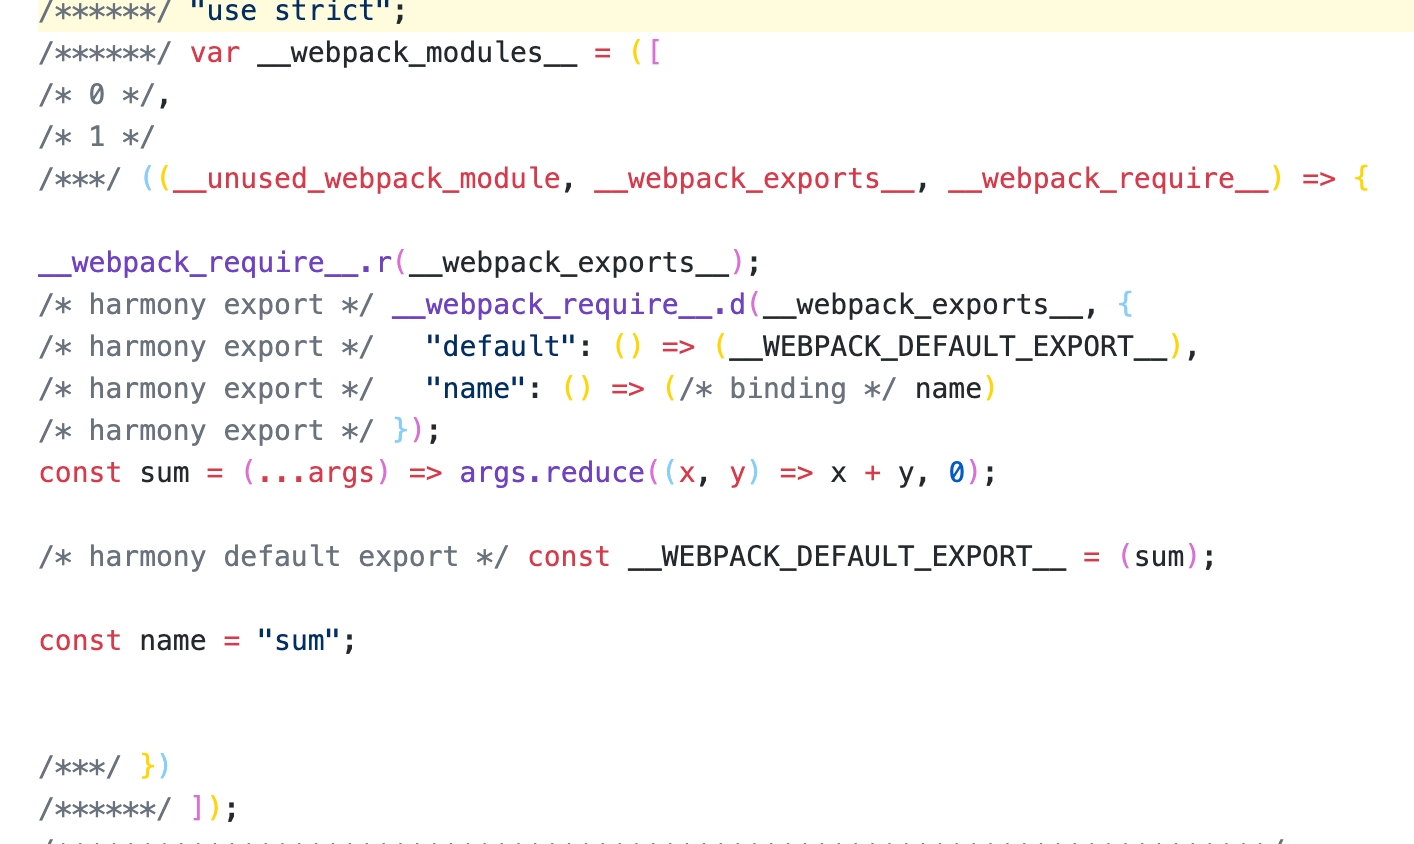 /******/ "use strict";
/******/ var __webpack_modules__ = ([
/* 0 */,
/* 1 */
/***/ ((__unused_webpack_module, __webpack_exports__, __webpack_require__) => {
__webpack_require__.r(__webpack_exports__);
/* harmony export */ __webpack_require__.d(__webpack_exports__, {
/* harmony export */   "default": () => (__WEBPACK_DEFAULT_EXPORT__),
/* harmony export */   "name": () => (/* binding */ name)
/* harmony export */ });
const sum = (...args) => args.reduce((x, y) => x + y, 0);
/* harmony default export */ const __WEBPACK_DEFAULT_EXPORT__ = (sum);
const name = "sum";
/***/ })
/******/ ]);